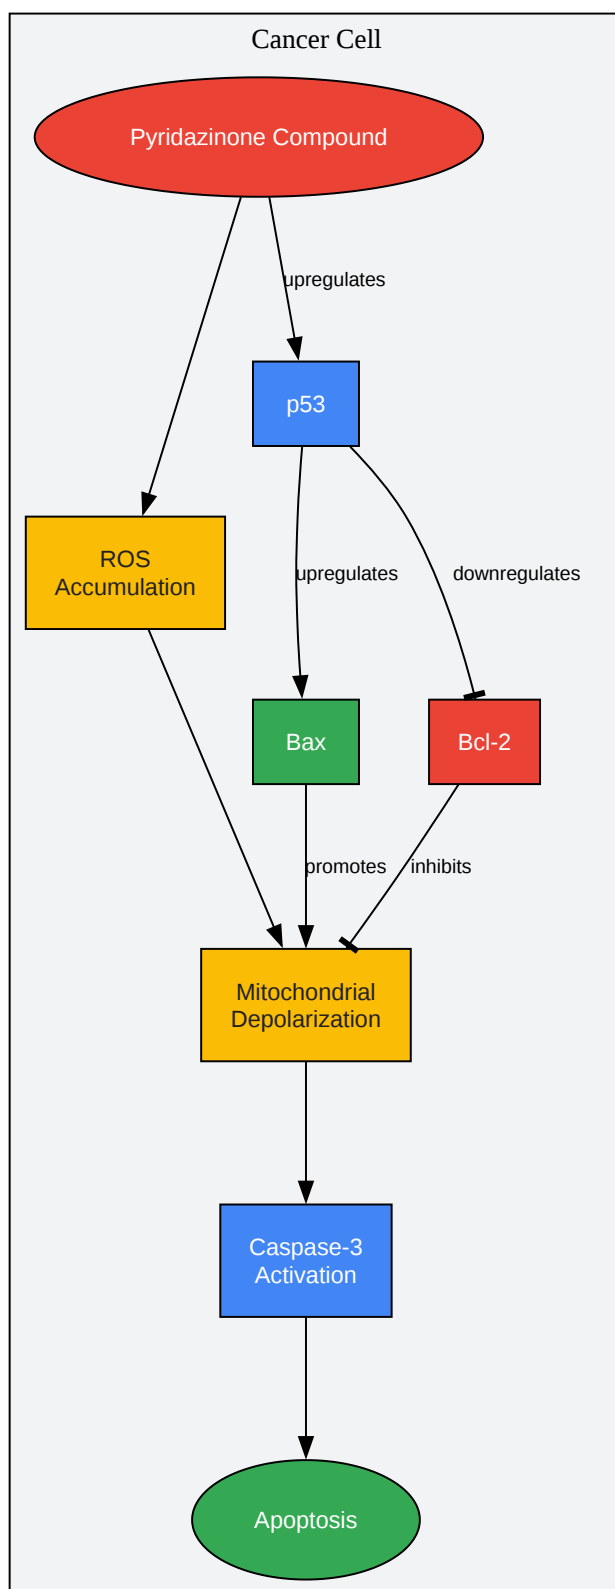 Cancer Cell
Pyridazinone Compound
upregulates
p53
ROS
Accumulation
upregulates
downregulates
Bax
Bcl-2
promotes
inhibits
Mitochondrial
Depolarization
Caspase-3
Activation
Apoptosis